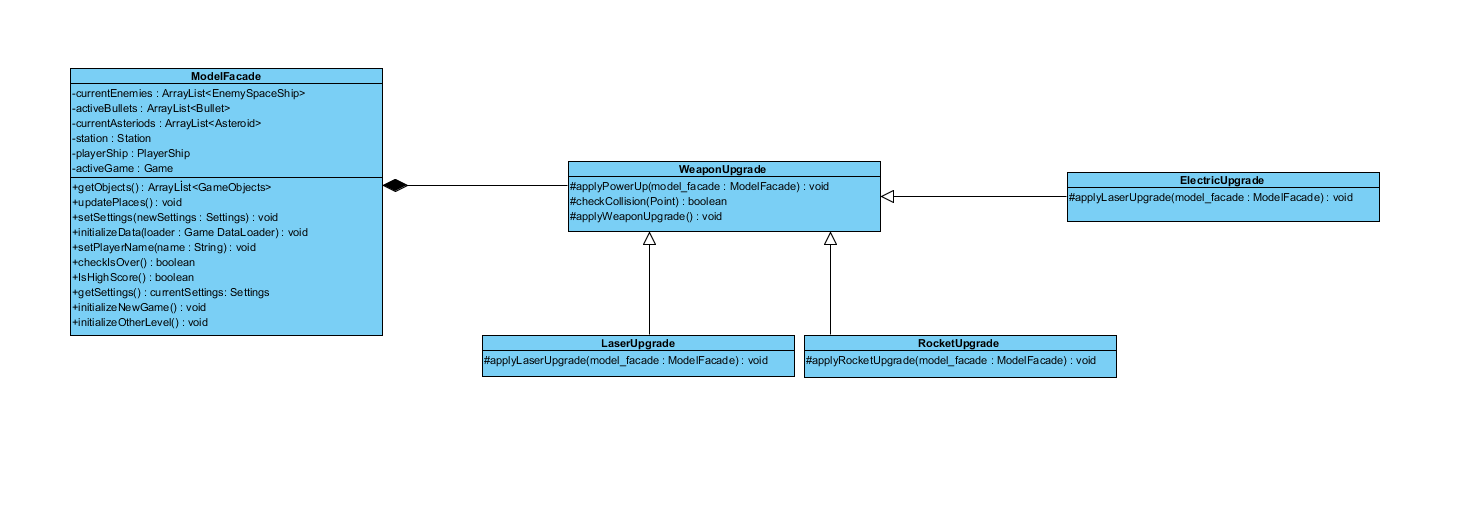 ModelFacade
-currentEnemies : ArrayList<EnemySpaceShip>
-activeBullets : ArrayList<Bullet>
-currentAsteriods : ArrayList<Asteroid>
-station : Station
-playerShip : PlayerShip
-activeGame : Game
+getObjects() : ArrayList<GameObjects>
+updatePlaces() : void
+setSettings(newSettings : Settings) : void
+initializeData(loader : Game DataLoader) : void
+setPlayerName(name : String) : void
+checkIsOver() : boolean
+IsHighScore() : boolean
+getSettings() : currentSettings: Settings
+initializeNewGame() : void
+initializeOtherLevel() : void
WeaponUpgrade
#applyPowerUp(model_facade : ModelFacade) : void
#checkCollision(Point) : boolean
#applyWeaponUpgrade() : void
ElectricUpgrade
#applyLaserUpgrade(model_facade : ModelFacade) : void
LaserUpgrade
#applyLaserUpgrade(model_facade : ModelFacade) : void
RocketUpgrade
#applyRocketUpgrade(model_facade : ModelFacade) : void